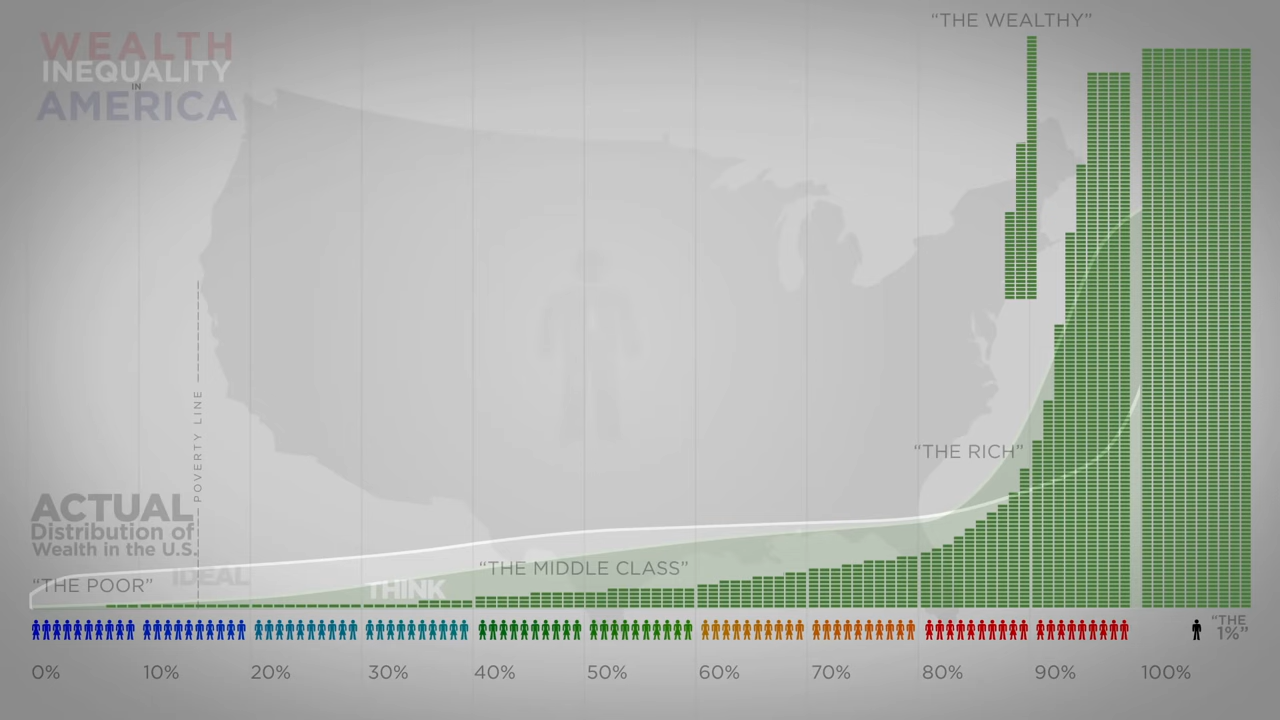 WEALTH
INEQUALITY
IN
AMERICA
“THE WEALTHY”
POVERTY LINE
“THE RICH”
ACTUAL
Distribution of
Wealth in the U.S.
“THE POOR”
IDEAL
THINK
“THE MIDDLE CLASS”
“THE
1%”
0% 10% 20% 30% 40% 50% 60% 70% 80% 90% 100%